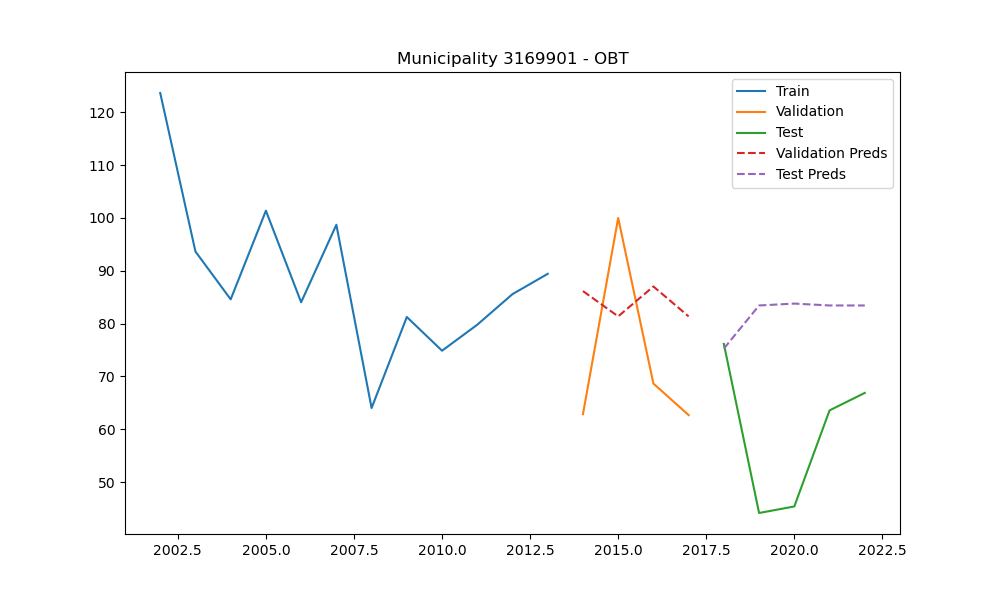 Municipality 3169901 - OBT
Train
Validation
Test
Validation Preds
Test Preds
120
110
100
90
80
70
60
50
2002.5 2005.0 2007.5 2010.0 2012.5 2015.0 2017.5 2020.0 2022.5